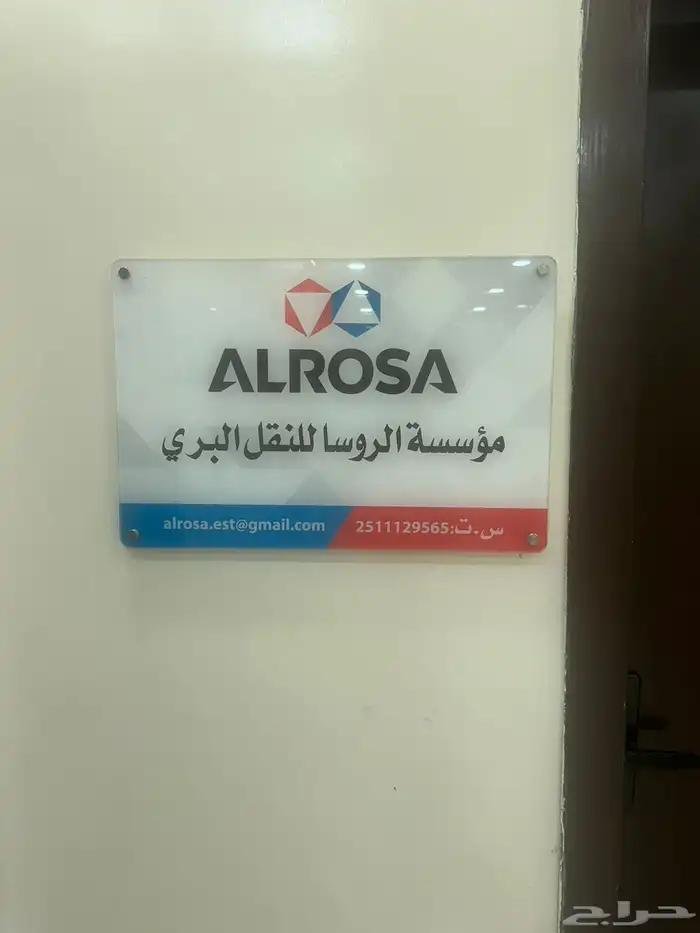 ALROSA
مؤسسة الروسا للنقل البري
alrosa.est@gmail.com س.ت:2511129565
حراج